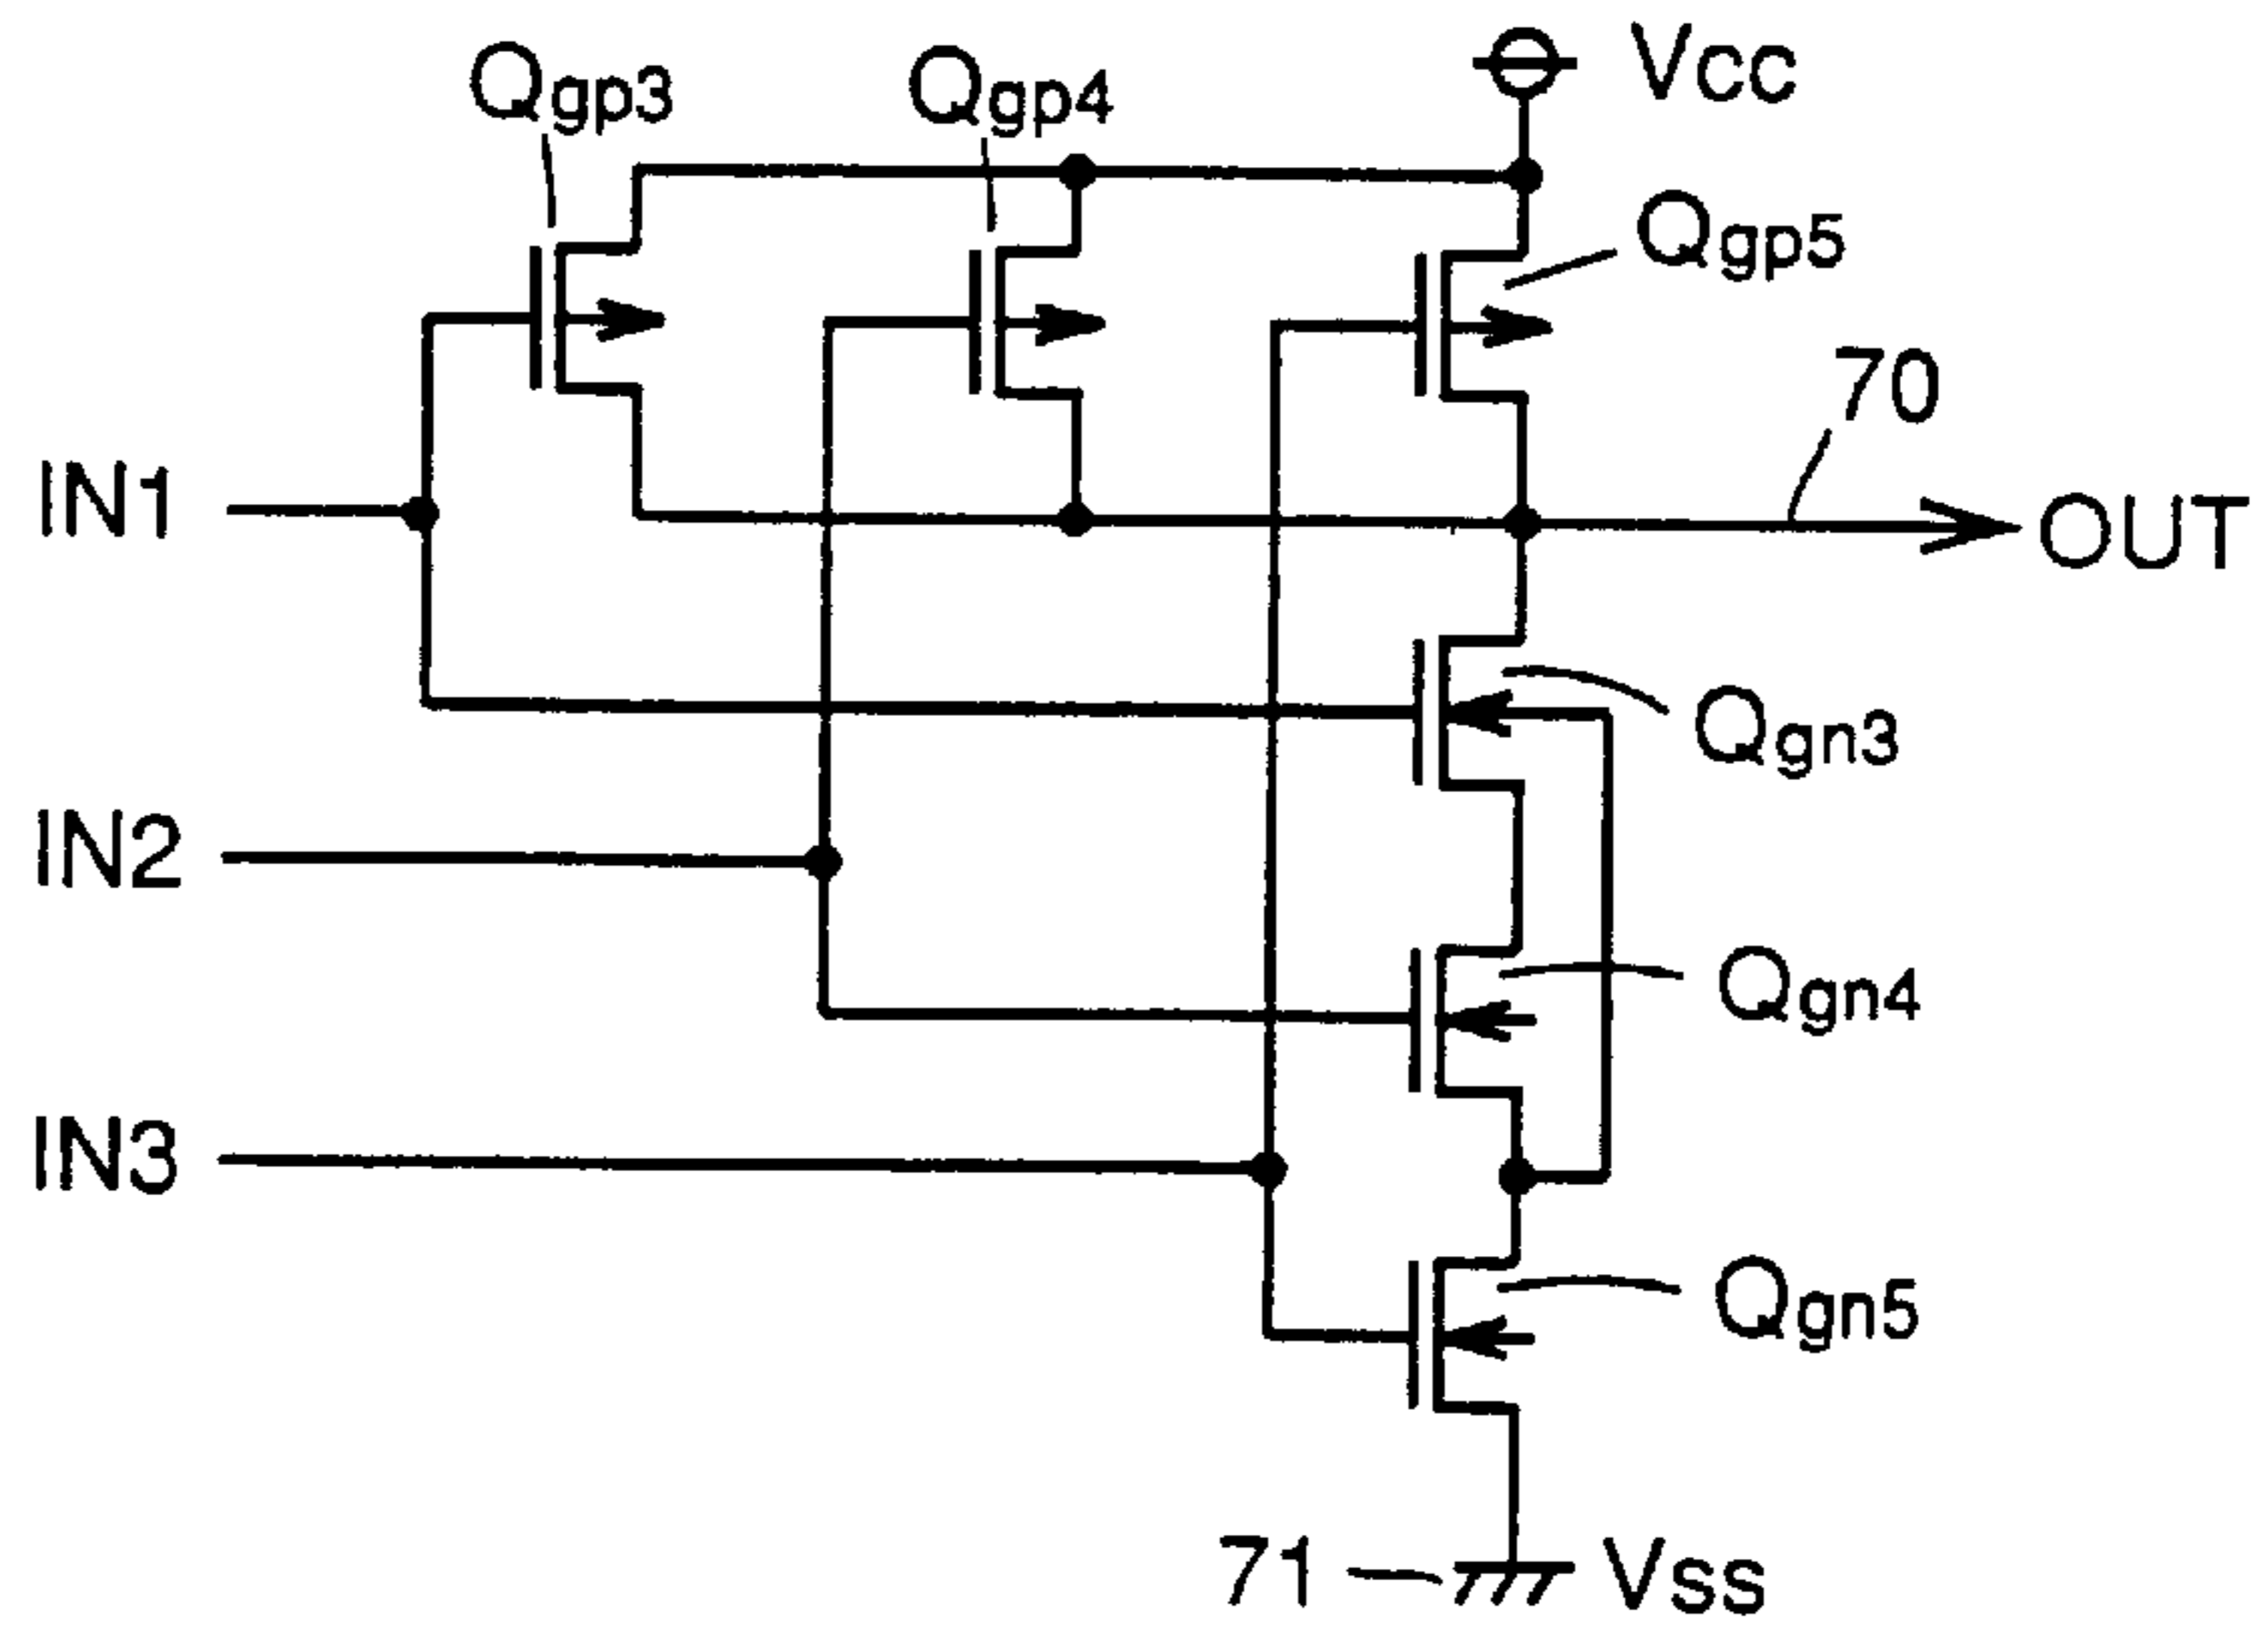 Qgp3
Qgp4
Vcc
Qgp5
70
IN1
OUT
Qgn3
IN2
Qgn4
IN3
Qgn5
71
Vss